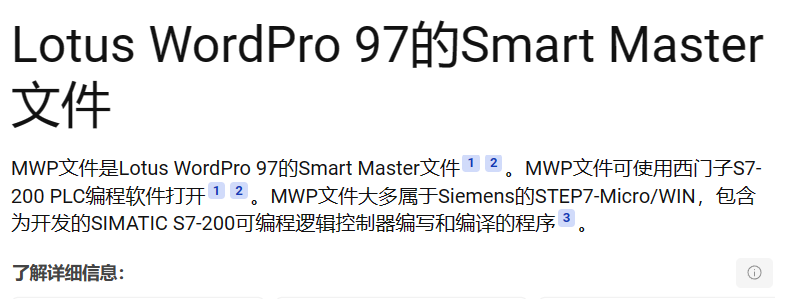 Lotus WordPro 97的Smart Master
文件
MWP文件是Lotus WordPro 97的Smart Master文件 1 2 。MWP文件可使用西门子S7-
200 PLC编程软件打开 1 2 。MWP文件大多属于Siemens的STEP7-Micro/WIN，包含
为开发的SIMATIC S7-200可编程逻辑控制器编写和编译的程序 3 。
了解详细信息：